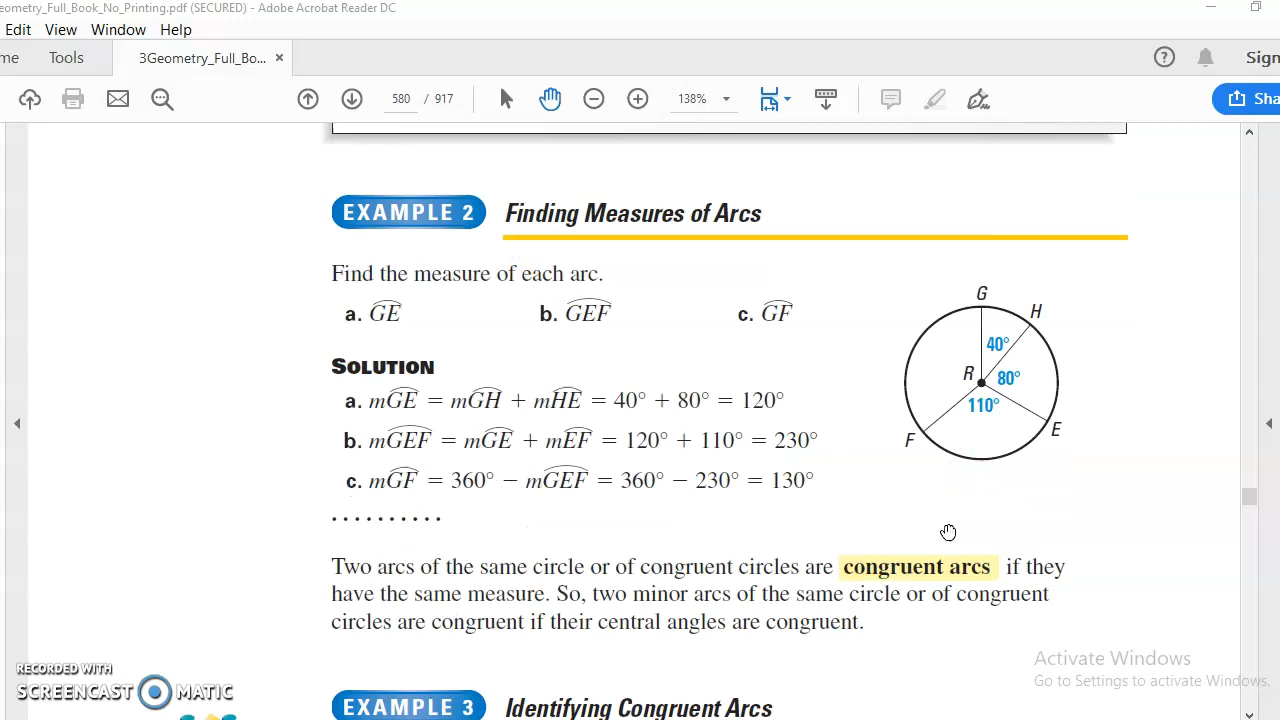 eometry_Full_Book_No_Printing.pdf (SECURED) - Adobe Acrobat Reader DC
Edit View Window Help
me Tools 3Geometry_Full_Bo... × Sign
580 / 917 138% Sha
EXAMPLE 2 Finding Measures of Arcs
Find the measure of each arc.
a. GE b. GEF c. GF
G
H
40°
R
80°
110°
F
E
SOLUTION
a. mGE = mGH + mHE = 40° + 80° = 120°
b. mGEF = mGE + mEF = 120° + 110° = 230°
c. mGF = 360° − mGEF = 360° − 230° = 130°
. . . . . . . . . .
Two arcs of the same circle or of congruent circles are congruent arcs if they
have the same measure. So, two minor arcs of the same circle or of congruent
circles are congruent if their central angles are congruent.
Activate Windows
Go to Settings to activate Windows.
RECORDED WITH
SCREENCAST MATIC
EXAMPLE 3 Identifying Congruent Arcs